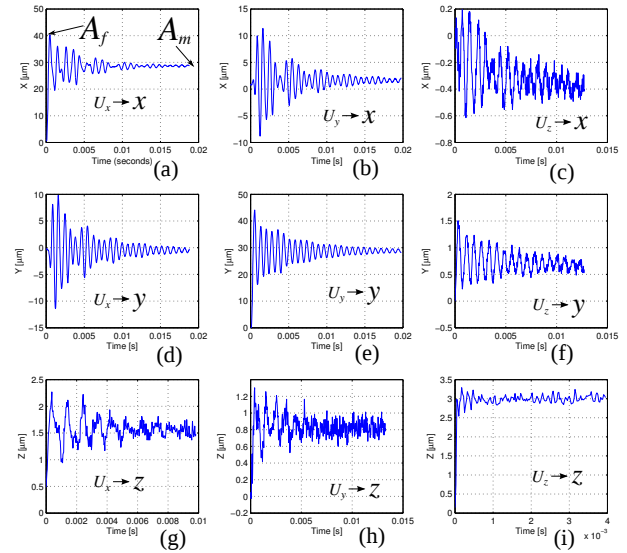 50
40
30
20
10
0
X [µm]
A_f
A_m
U_x → x
0
0.005
0.01
0.015
0.02
Time (seconds)
(a)
15
10
5
0
−5
−10
X [µm]
U_y → x
0
0.005
0.01
0.015
0.02
Time [s]
(b)
0.2
0
−0.2
−0.4
−0.6
−0.8
X [µm]
U_z → x
0
0.005
0.01
0.015
Time [s]
(c)
10
5
0
−5
−10
−15
Y [µm]
U_x → y
0
0.005
0.01
0.015
0.02
Time [s]
(d)
50
40
30
20
10
0
Y [µm]
U_y → y
0
0.005
0.01
0.015
0.02
Time [s]
(e)
2
1.5
1
0.5
0
Y [µm]
U_z → y
0
0.005
0.01
0.015
Time [s]
(f)
2.5
2
1.5
1
0.5
0
Z [µm]
U_x → z
0
0.002
0.004
0.006
0.008
0.01
Time [s]
(g)
1.2
1
0.8
0.6
0.4
0.2
0
−0.2
Z [µm]
U_y → z
0
0.005
0.01
0.015
Time [s]
(h)
3.5
3
2.5
2
1.5
1
0.5
0
Z [µm]
U_z → z
0
1
2
3
4
x 10⁻³
Time [s]
(i)